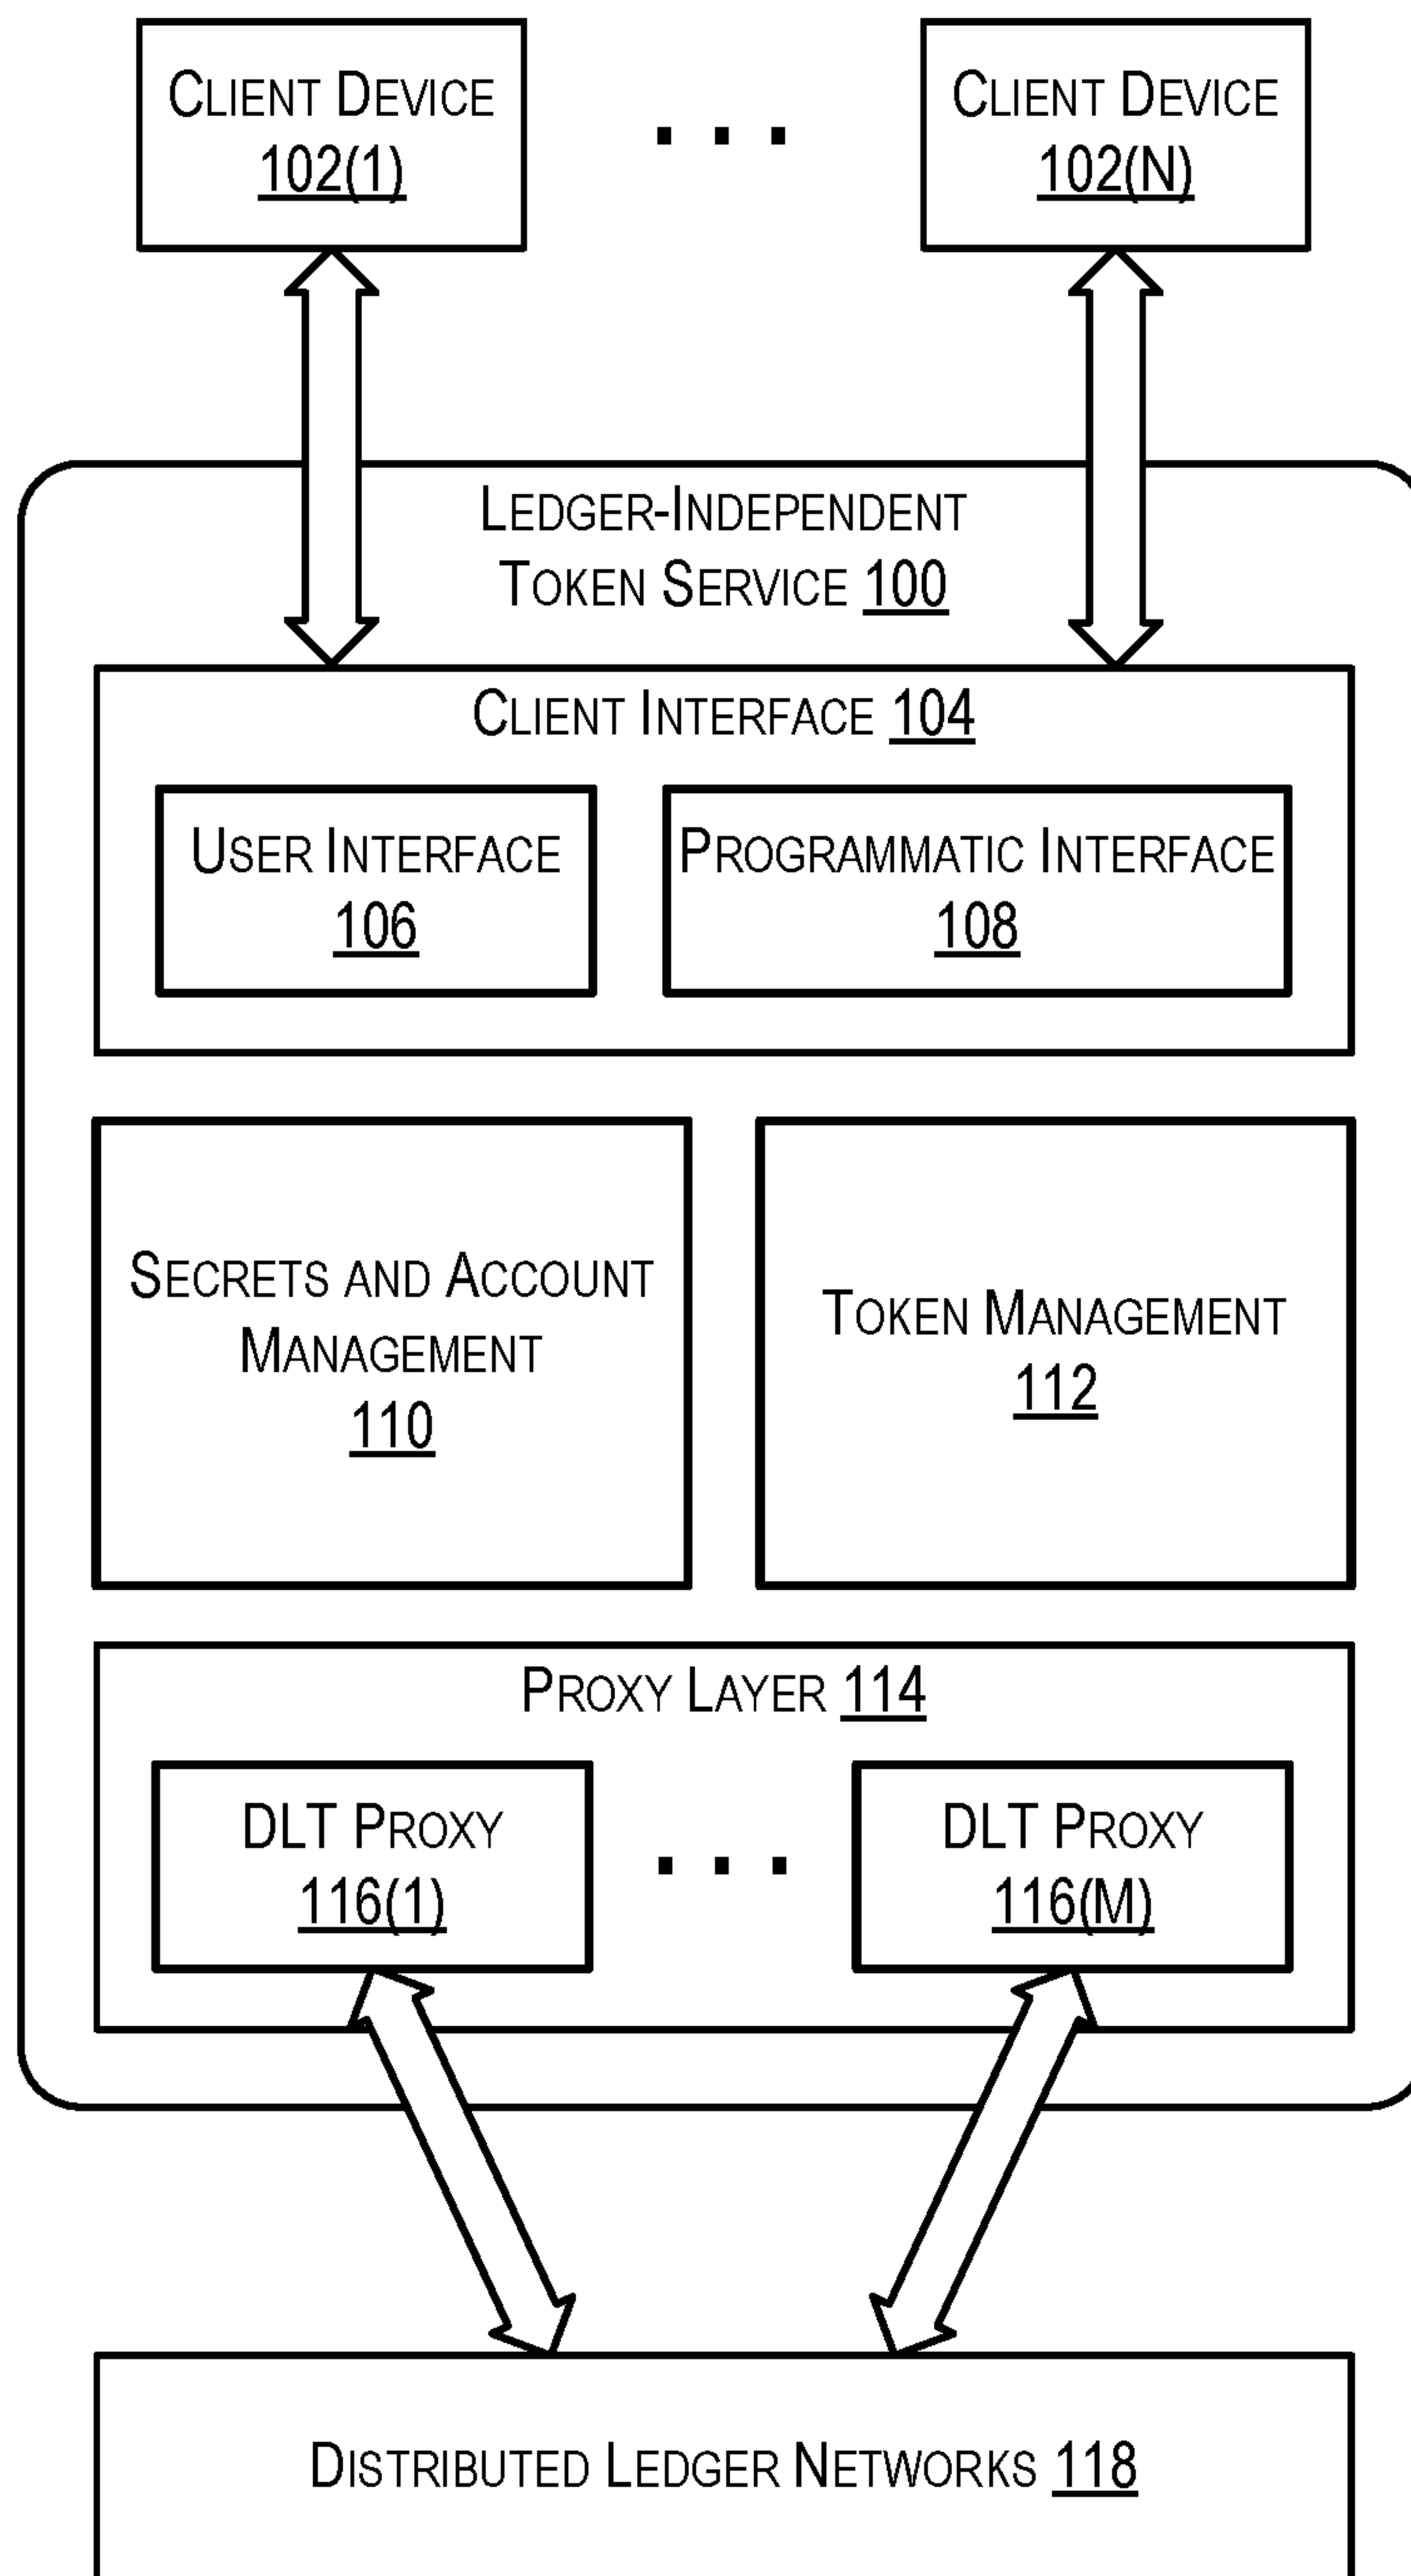 Client Device
102(1)
. . .
Client Device
102(N)
Ledger-Independent
Token Service 100
Client Interface 104
User Interface
106
Programmatic Interface
108
Secrets and Account
Management
110
Token Management
112
Proxy Layer 114
DLT Proxy
116(1)
. . .
DLT Proxy
116(M)
Distributed Ledger Networks 118